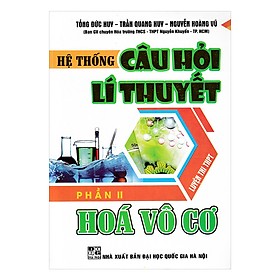 TỐNG ĐỨC HUY - TRẦN QUANG HUY - NGUYỄN HOÀNG VŨ
(Ban GV chuyên Hóa trường THCS - THPT Nguyễn Khuyến - TP. HCM)
HỆ THỐNG CÂU HỎI
LÍ THUYẾT
LUYỆN THI THPT
PHẦN II
HOÁ VÔ CƠ
NHÀ XUẤT BẢN ĐẠI HỌC QUỐC GIA HÀ NỘI